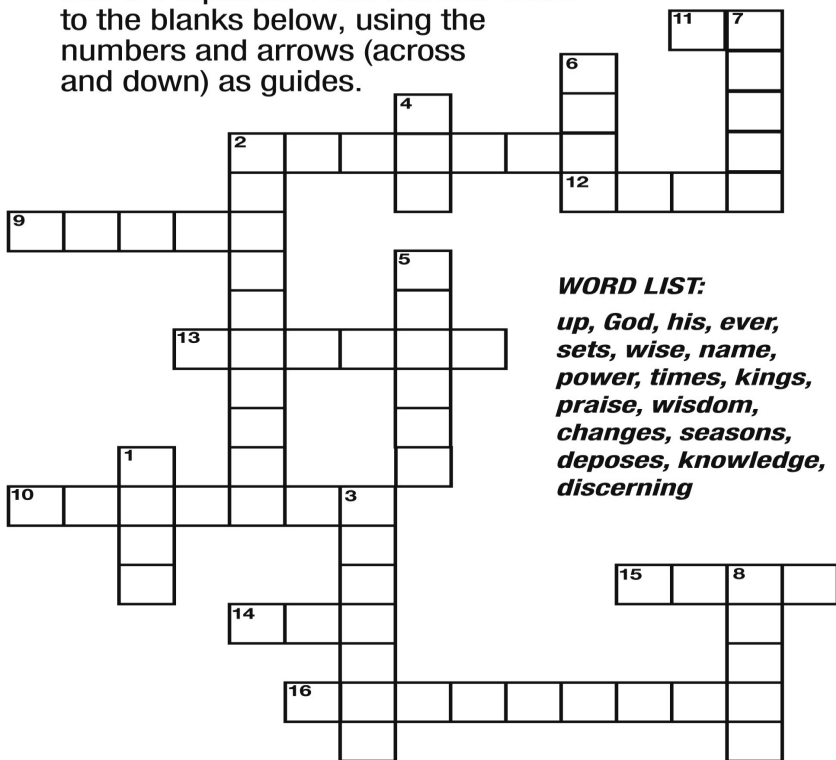 to the blanks below, using the
numbers and arrows (across
and down) as guides.
11 7
6
4
2
12
9
5
WORD LIST:
up, God, his, ever,
sets, wise, name,
13
power, times, kings,
praise, wisdom,
changes, seasons,
deposes, knowledge,
discerning
1
10 3
15 8
14
16